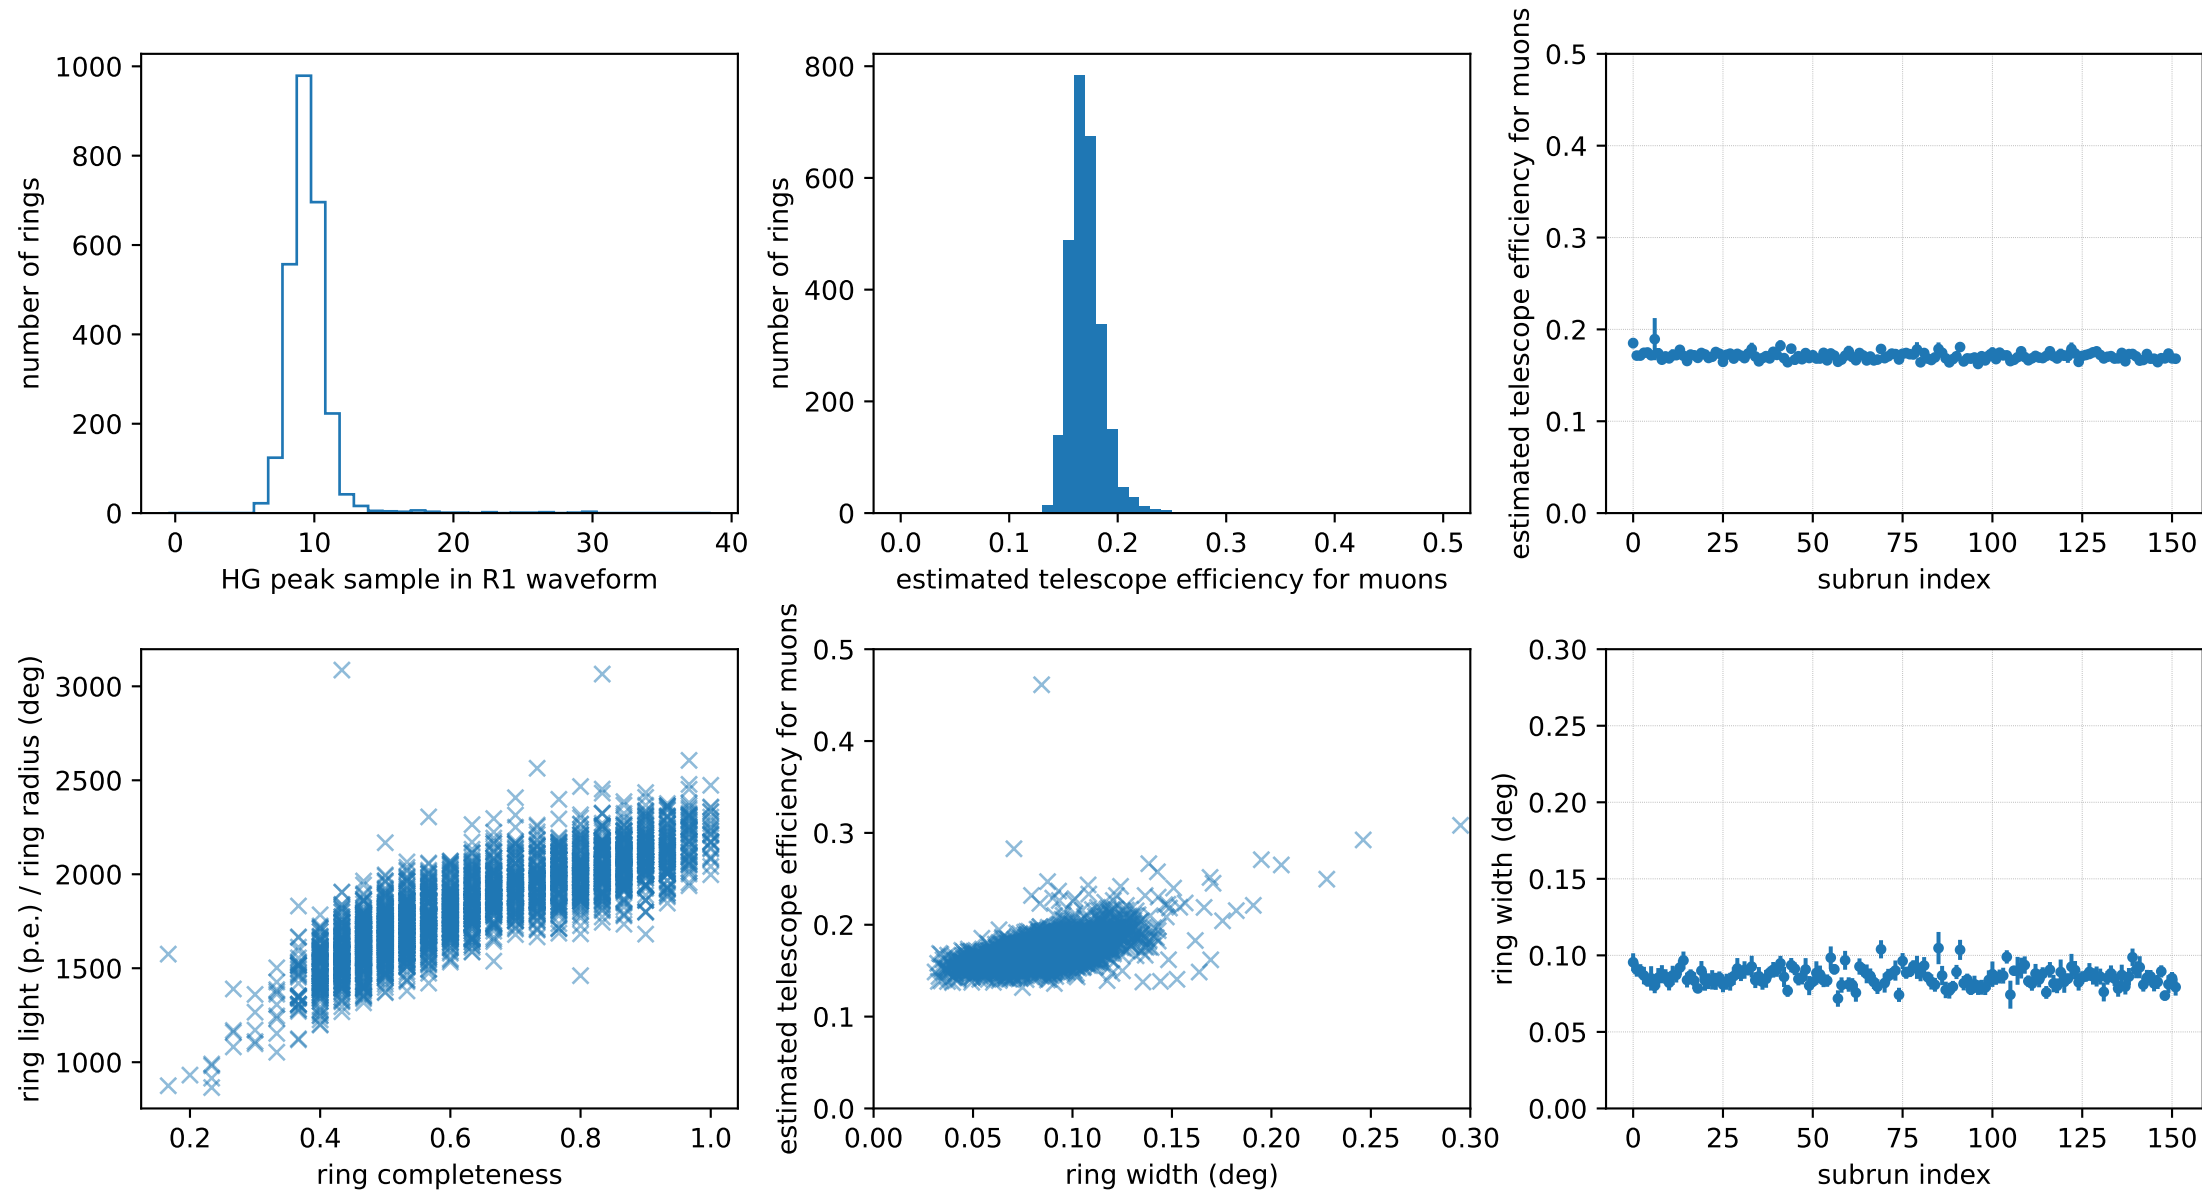 number of rings
1000
800
600
400
200
0
0 10 20 30 40
HG peak sample in R1 waveform
number of rings
800
600
400
200
0
0.0 0.1 0.2 0.3 0.4 0.5
estimated telescope efficiency for muons
estimated telescope efficiency for muons
0.5
0.4
0.3
0.2
0.1
0.0
0 25 50 75 100 125 150
subrun index
ring light (p.e.) / ring radius (deg)
3000
2500
2000
1500
1000
0.2 0.4 0.6 0.8 1.0
ring completeness
estimated telescope efficiency for muons
0.5
0.4
0.3
0.2
0.1
0.0
0.00 0.05 0.10 0.15 0.20 0.25 0.30
ring width (deg)
ring width (deg)
0.30
0.25
0.20
0.15
0.10
0.05
0.00
0 25 50 75 100 125 150
subrun index